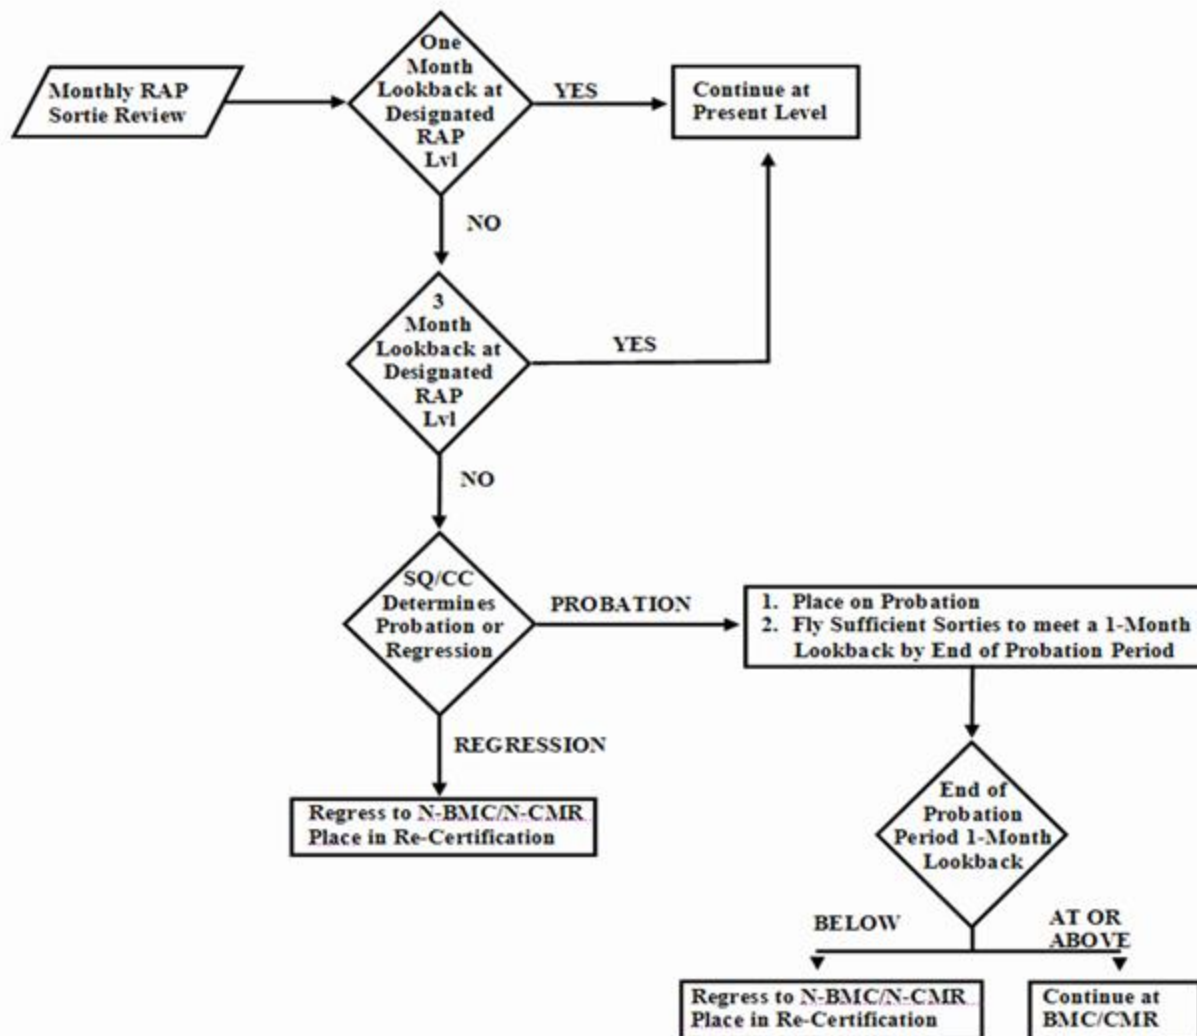 Monthly RAP
Sortie Review
One
Month
Lookback at
Designated
RAP
Lvl
YES
Continue at
Present Level
NO
3
Month
Lookback at
Designated
RAP
Lvl
YES
NO
SQ/CC
Determines
Probation or
Regression
PROBATION
1. Place on Probation
2. Fly Sufficient Sorties to meet a 1-Month
Lookback by End of Probation Period
REGRESSION
Regress to N-BMC/N-CMR
Place in Re-Certification
End of
Probation
Period 1-Month
Lookback
BELOW
AT OR
ABOVE
Regress to N-BMC/N-CMR
Place in Re-Certification
Continue at
BMC/CMR